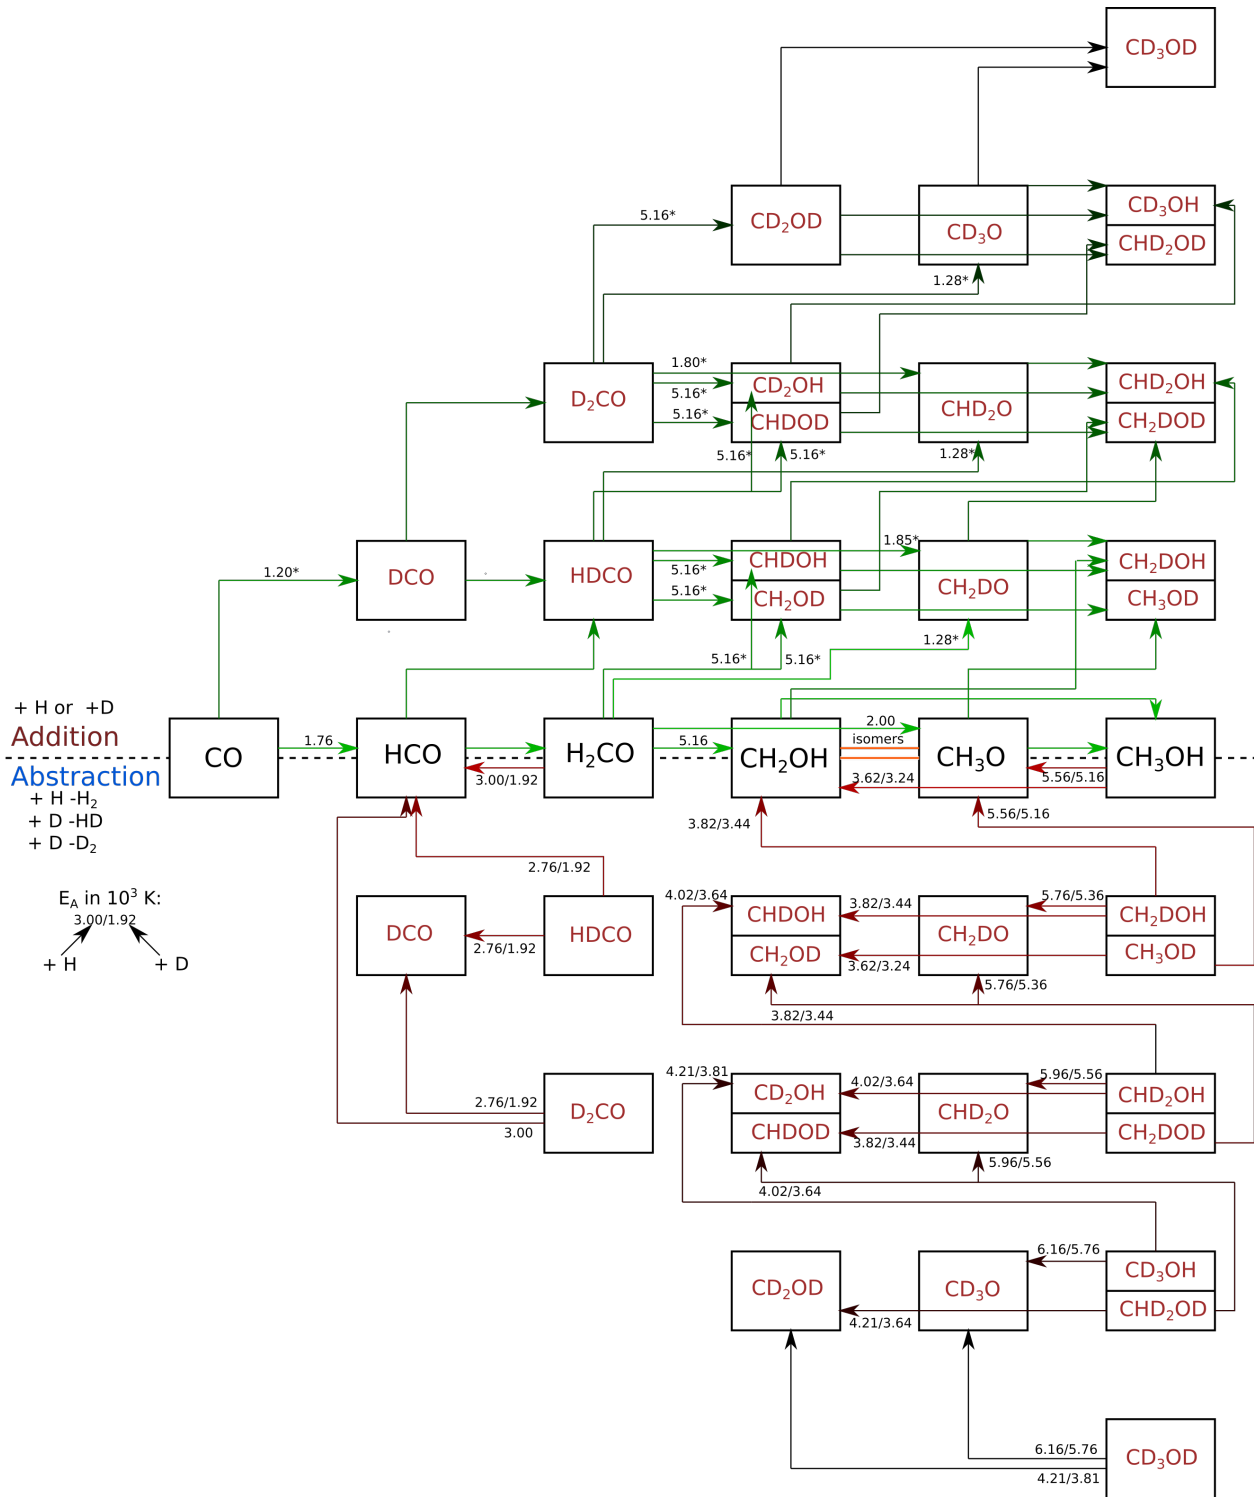 CD₃OD
5.16*
CD₂OD
CD₃O
CD₃OH
CHD₂OD
1.28*
D₂CO
1.80*
5.16*
5.16*
CD₂OH
CHDOD
CHD₂O
CHD₂OH
CH₂DOD
5.16*
5.16*
1.28*
1.20*
DCO
HDCO
1.85*
5.16*
5.16*
CHDOH
CH₂OD
CH₂DO
CH₂DOH
CH₃OD
5.16*
5.16*
1.28*
+ H or +D
Addition
Abstraction
+ H -H₂
+ D -HD
+ D -D₂
CO
1.76
HCO
H₂CO
3.00/1.92
5.16
CH₂OH
2.00
isomers
3.62/3.24
CH₃O
5.56/5.16
CH₃OH
3.82/3.44
5.56/5.16
2.76/1.92
E_A in 10³ K:
3.00/1.92
+ H
+ D
DCO
2.76/1.92
HDCO
4.02/3.64
CHDOH
CH₂OD
3.82/3.44
3.62/3.24
CH₂DO
5.76/5.36
CH₂DOH
CH₃OD
5.76/5.36
3.82/3.44
2.76/1.92
3.00
D₂CO
4.21/3.81
CD₂OH
CHDOD
4.02/3.64
3.82/3.44
CHD₂O
5.96/5.56
CHD₂OH
CH₂DOD
5.96/5.56
4.02/3.64
CD₂OD
4.21/3.64
CD₃O
6.16/5.76
CD₃OH
CHD₂OD
6.16/5.76
4.21/3.81
CD₃OD